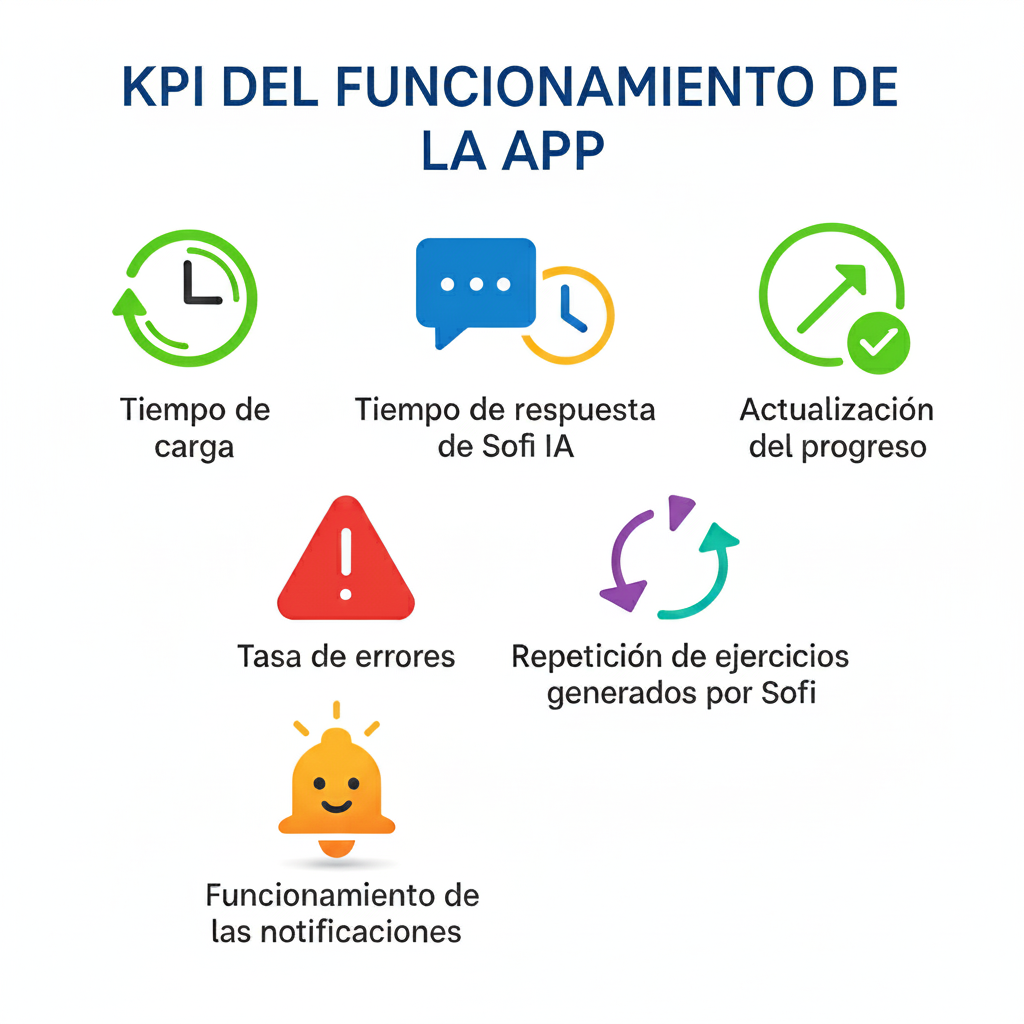 KPI DEL FUNCIONAMIENTO DE
LA APP
Tiempo de
carga
Tiempo de respuesta
de Sofi IA
Actualización
del progreso
Tasa de errores
Repetición de ejercicios
generados por Sofi
Funcionamiento de
las notificaciones